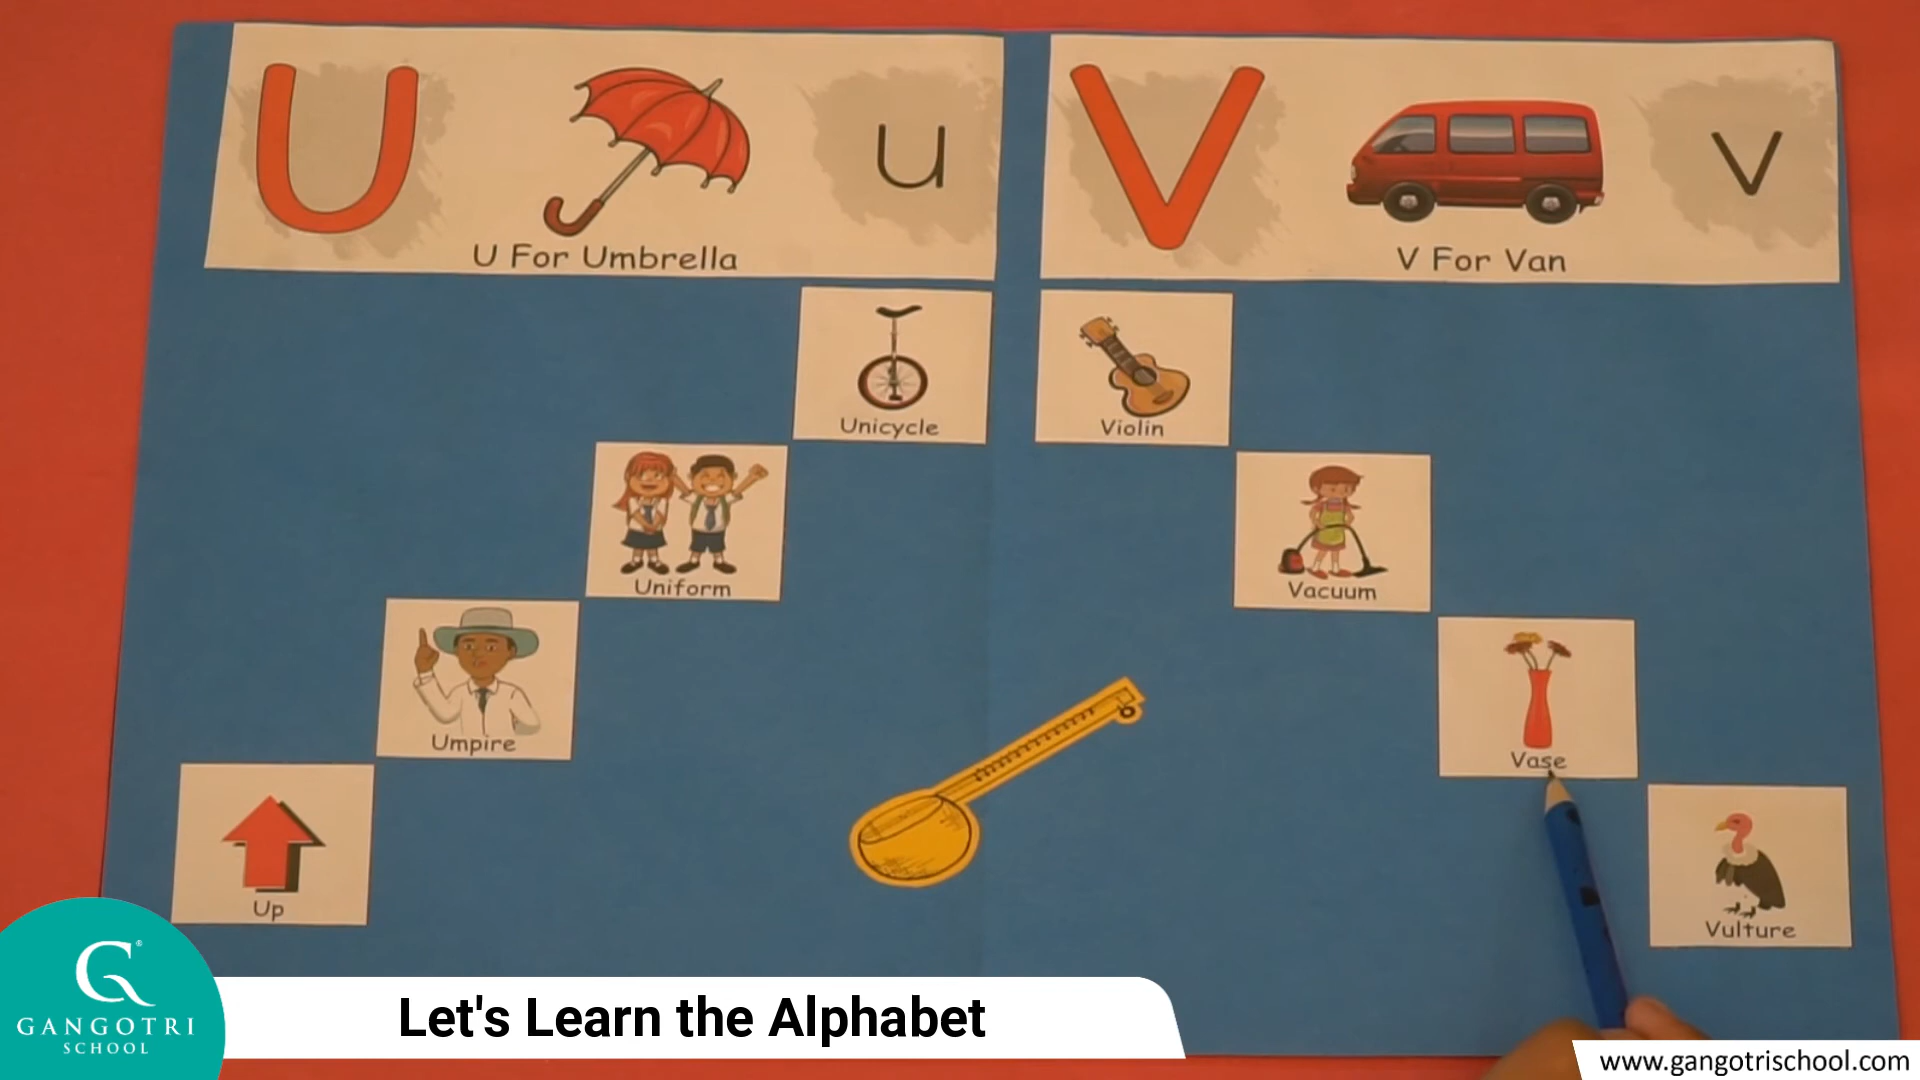 U
u
U For Umbrella
V
v
V For Van
Unicycle
Violin
Uniform
Vacuum
Umpire
Vase
Up
Vulture
GANGOTRI
SCHOOL
Let's Learn the Alphabet
www.gangotrischool.com